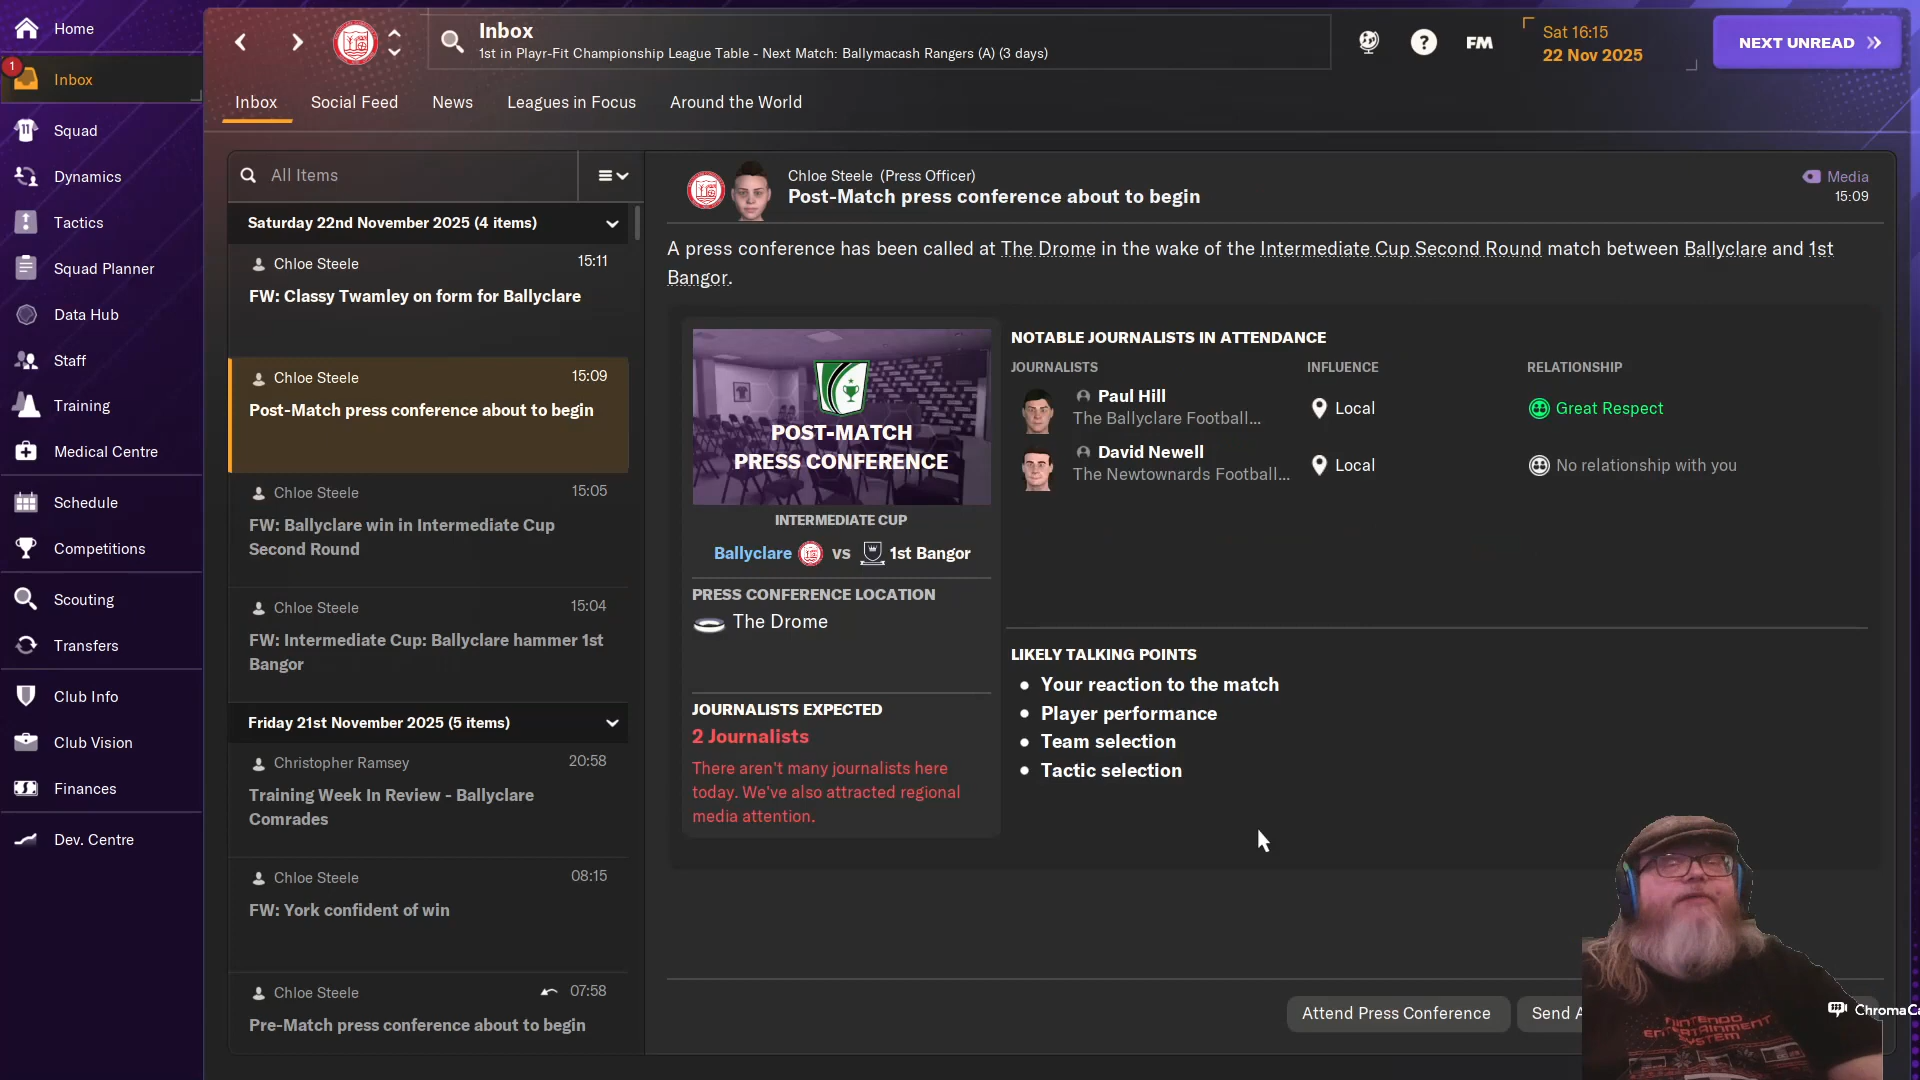 Home
1
Inbox
Squad
Dynamics
Tactics
Squad Planner
Data Hub
Staff
Training
Medical Centre
Schedule
Competitions
Scouting
Transfers
Club Info
Club Vision
Finances
Dev. Centre
Inbox
1st in Playr-Fit Championship League Table - Next Match: Ballymacash Rangers (A) (3 days)
?
FM
Sat 16:15
22 Nov 2025
NEXT UNREAD
Inbox
Social Feed
News
Leagues in Focus
Around the World
All Items
Saturday 22nd November 2025 (4 items)
Chloe Steele
15:11
FW: Classy Twamley on form for Ballyclare
Chloe Steele
15:09
Post-Match press conference about to begin
Chloe Steele
15:05
FW: Ballyclare win in Intermediate Cup
Second Round
Chloe Steele
15:04
FW: Intermediate Cup: Ballyclare hammer 1st
Bangor
Friday 21st November 2025 (5 items)
Christopher Ramsey
20:58
Training Week In Review - Ballyclare
Comrades
Chloe Steele
08:15
FW: York confident of win
Chloe Steele
07:58
Pre-Match press conference about to begin
Chloe Steele (Press Officer)
Post-Match press conference about to begin
Media
15:09
A press conference has been called at The Drome in the wake of the Intermediate Cup Second Round match between Ballyclare and 1st
Bangor.
POST-MATCH
PRESS CONFERENCE
INTERMEDIATE CUP
Ballyclare vs 1st Bangor
PRESS CONFERENCE LOCATION
The Drome
JOURNALISTS EXPECTED
2 Journalists
There aren't many journalists here
today. We've also attracted regional
media attention.
NOTABLE JOURNALISTS IN ATTENDANCE
JOURNALISTS
INFLUENCE
RELATIONSHIP
Paul Hill
The Ballyclare Football...
Local
Great Respect
David Newell
The Newtownards Football...
Local
No relationship with you
LIKELY TALKING POINTS
• Your reaction to the match
• Player performance
• Team selection
• Tactic selection
Attend Press Conference
Send A
NINTENDO
ENTERTAINMENT
SYSTEM
ChromaCa